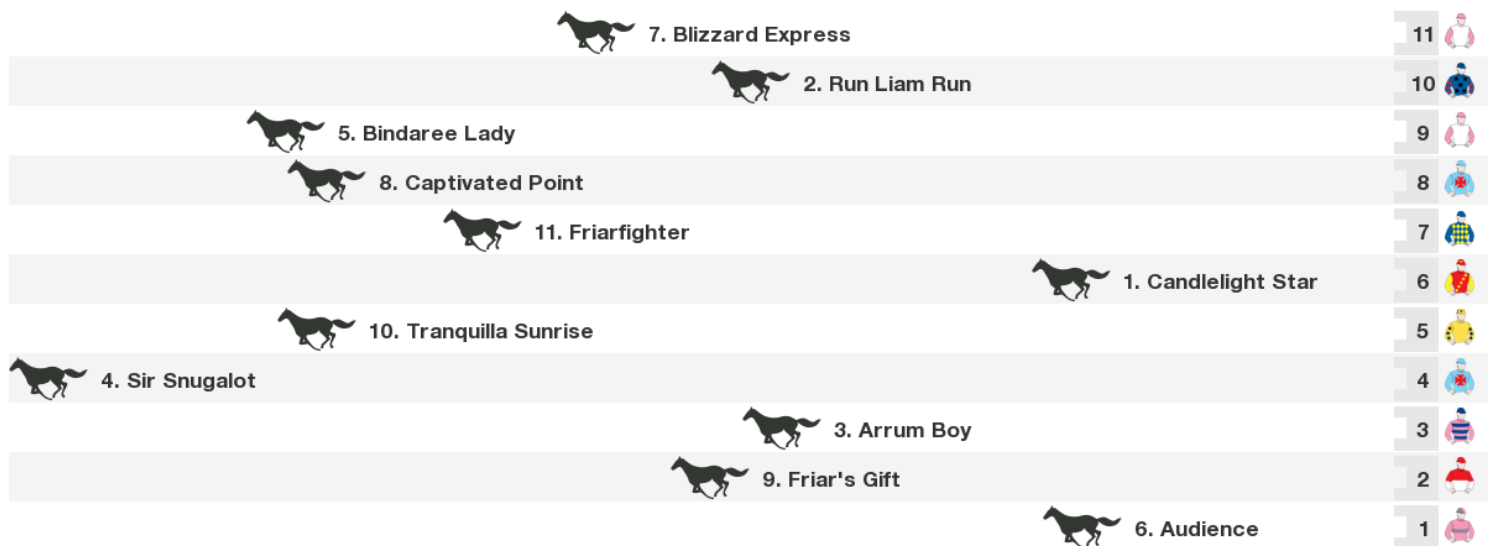 7. Blizzard Express 11
2. Run Liam Run 10
5. Bindaree Lady 9
8. Captivated Point 8
11. Friarfighter 7
1. Candlelight Star 6
10. Tranquilla Sunrise 5
4. Sir Snugalot 4
3. Arrum Boy 3
9. Friar's Gift 2
6. Audience 1